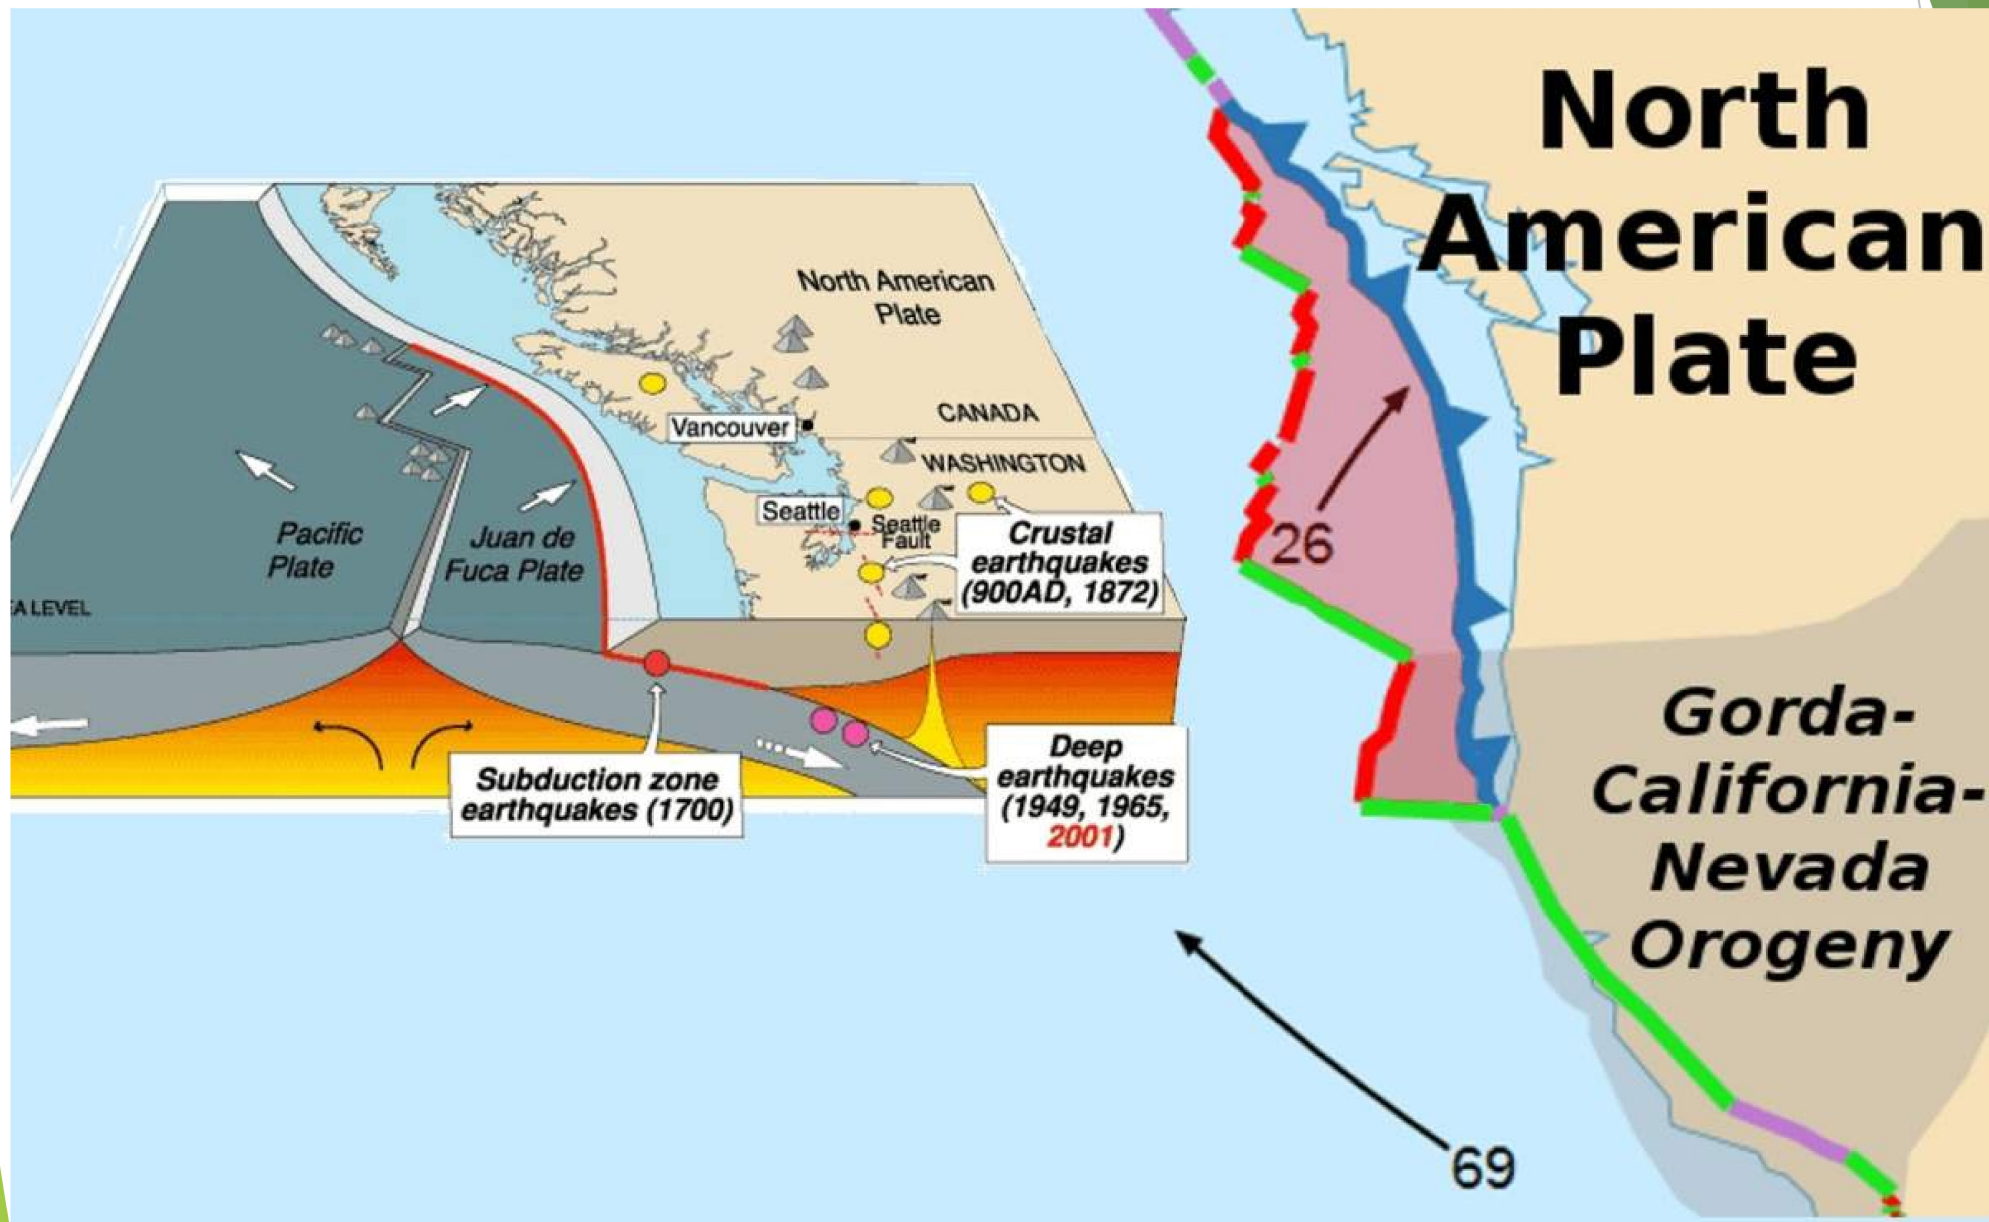 North American
Plate
CANADA
Vancouver
WASHINGTON
Seattle
Seattle
Fault
Crustal
earthquakes
(900AD, 1872)
Pacific
Plate
Juan de
Fuca Plate
A LEVEL
Subduction zone
earthquakes (1700)
Deep
earthquakes
(1949, 1965,
2001)
North
American
Plate
26
Gorda-
California-
Nevada
Orogeny
69